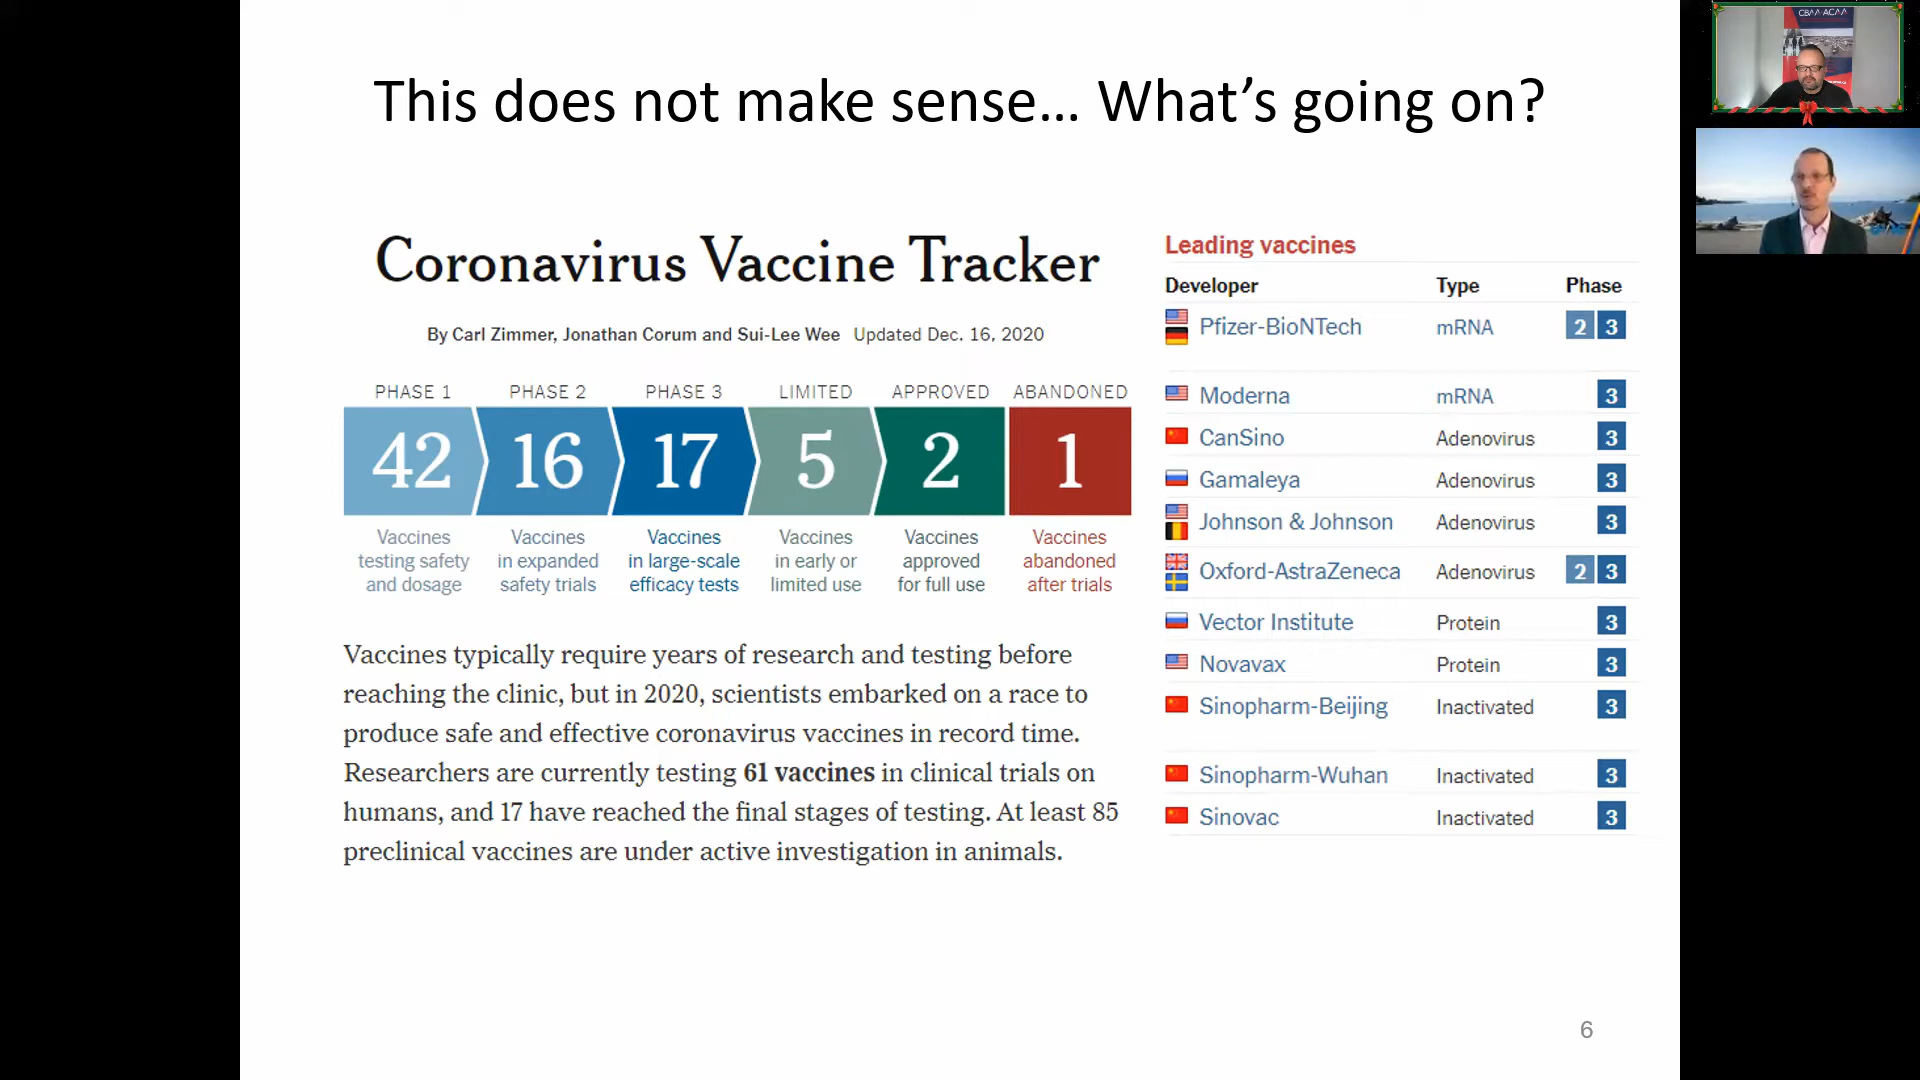 This does not make sense... What's going on?
Coronavirus Vaccine Tracker
By Carl Zimmer, Jonathan Corum and Sui-Lee Wee Updated Dec. 16, 2020
PHASE 1 PHASE 2 PHASE 3 LIMITED APPROVED ABANDONED
42 16 17 5 2 1
Vaccines Vaccines Vaccines Vaccines Vaccines Vaccines
testing safety in expanded in large-scale in early or approved abandoned
and dosage safety trials efficacy tests limited use for full use after trials
Vaccines typically require years of research and testing before
reaching the clinic, but in 2020, scientists embarked on a race to
produce safe and effective coronavirus vaccines in record time.
Researchers are currently testing 61 vaccines in clinical trials on
humans, and 17 have reached the final stages of testing. At least 85
preclinical vaccines are under active investigation in animals.
Leading vaccines
Developer Type Phase
Pfizer-BioNTech mRNA 2 3
Moderna mRNA 3
CanSino Adenovirus 3
Gamaleya Adenovirus 3
Johnson & Johnson Adenovirus 3
Oxford-AstraZeneca Adenovirus 2 3
Vector Institute Protein 3
Novavax Protein 3
Sinopharm-Beijing Inactivated 3
Sinopharm-Wuhan Inactivated 3
Sinovac Inactivated 3
6
CBAA ACAA